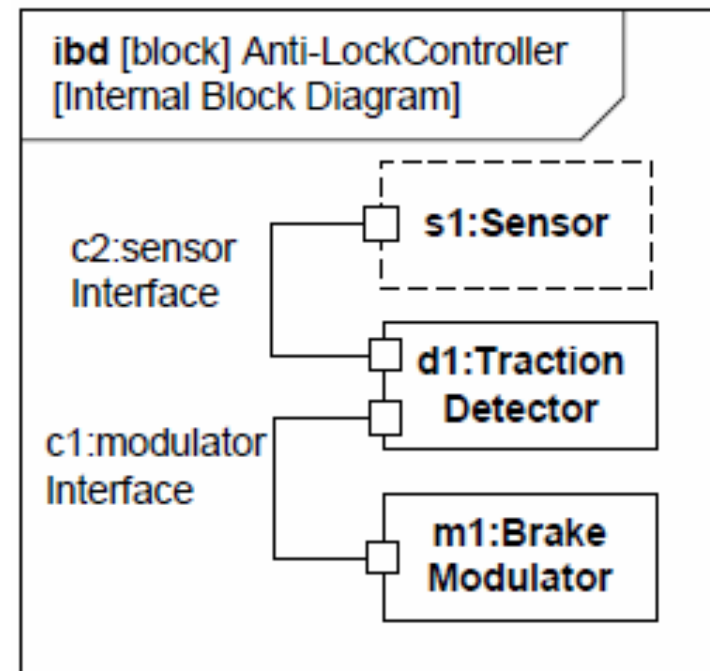 ibd [block] Anti-LockController
[Internal Block Diagram]
s1:Sensor
c2:sensor
Interface
d1:Traction
Detector
c1:modulator
Interface
m1:Brake
Modulator